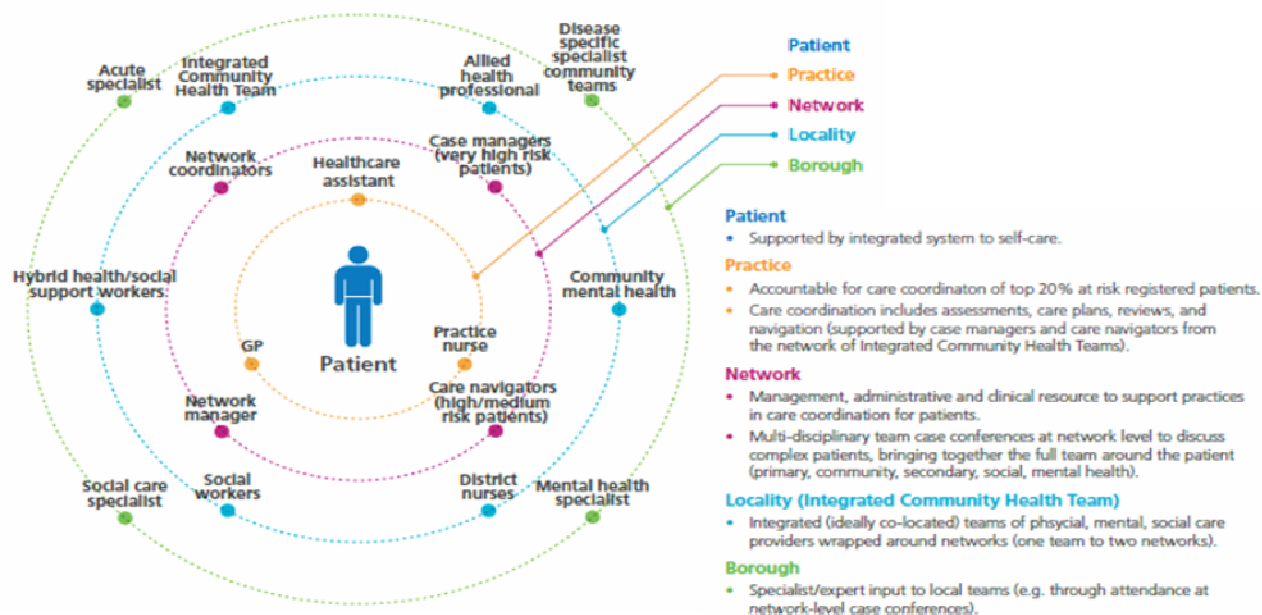 Disease
specific
specialist
community
teams
Acute
specialist
Integrated
Community
Health Team
Allied
health
professional
Network
coordinators
Healthcare
assistant
Case managers
(very high risk
patients)
Hybrid health/social
support workers
Community
mental health
GP
Patient
Practice
nurse
Network
manager
Care navigators
(high/medium
risk patients)
Social care
specialist
Social
workers
District
nurses
Mental health
specialist
Patient
Practice
Network
Locality
Borough
Patient
• Supported by integrated system to self-care.
Practice
• Accountable for care coordinaton of top 20% at risk registered patients.
• Care coordination includes assessments, care plans, reviews, and
navigation (supported by case managers and care navigators from
the network of Integrated Community Health Teams).
Network
• Management, administrative and clinical resource to support practices
in care coordination for patients.
• Multi-disciplinary team case conferences at network level to discuss
complex patients, bringing together the full team around the patient
(primary, community, secondary, social, mental health).
Locality (Integrated Community Health Team)
• Integrated (ideally co-located) teams of phsycial, mental, social care
providers wrapped around networks (one team to two networks).
Borough
• Specialist/expert input to local teams (e.g. through attendance at
network-level case conferences).